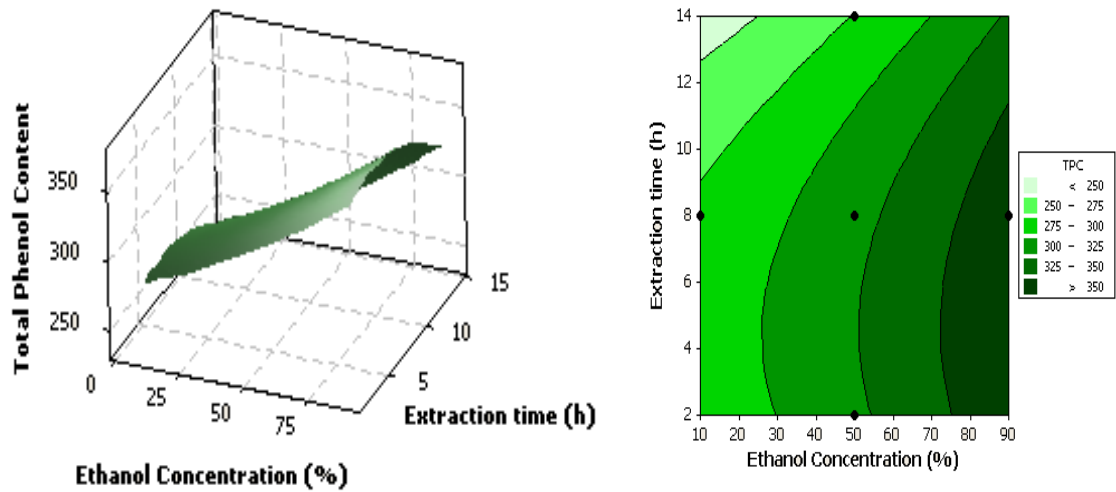 Total Phenol Content
350
300
250
0
25
50
75
15
10
5
Extraction time (h)
Ethanol Concentration (%)
Extraction time (h)
14
12
10
8
6
4
2
10 20 30 40 50 60 70 80 90
Ethanol Concentration (%)
TPC
< 250
250 – 275
275 – 300
300 – 325
325 – 350
> 350